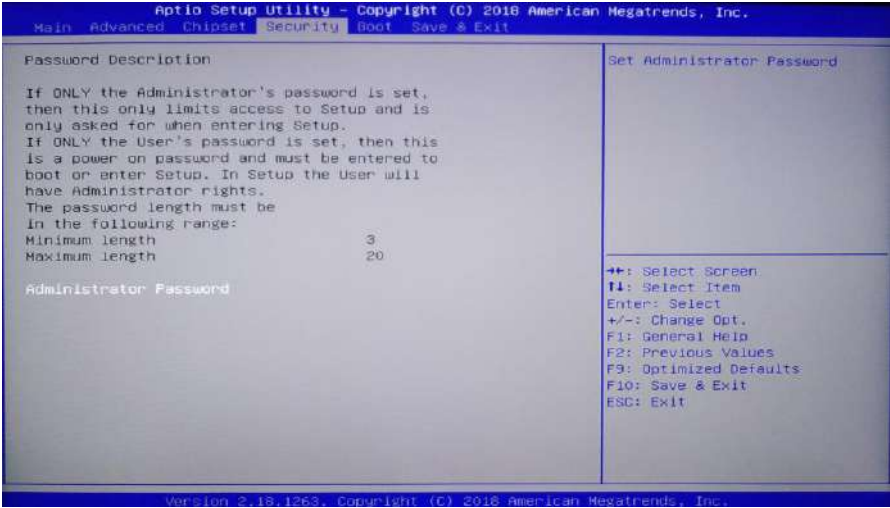 Aptio Setup Utility – Copyright (C) 2018 American Megatrends, Inc.
Main Advanced Chipset Security Boot Save & Exit
Password Description
If ONLY the Administrator's password is set,
then this only limits access to Setup and is
only asked for when entering Setup.
If ONLY the User's password is set, then this
is a power on password and must be entered to
boot or enter Setup. In Setup the User will
have Administrator rights.
The password length must be
in the following range:
Minimum length 3
Maximum length 20
Administrator Password
Set Administrator Password
→←: Select Screen
↑↓: Select Item
Enter: Select
+/-: Change Opt.
F1: General Help
F2: Previous Values
F9: Optimized Defaults
F10: Save & Exit
ESC: Exit
Version 2.18.1263. Copyright (C) 2018 American Megatrends, Inc.